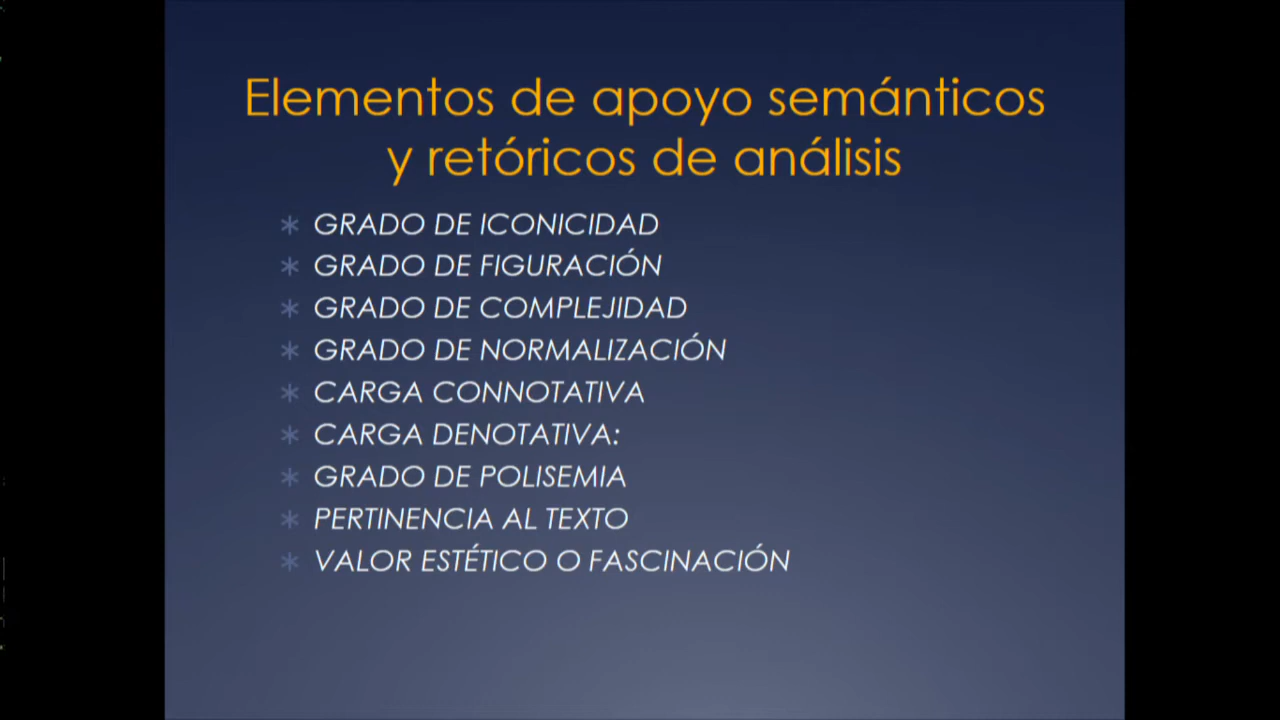 Elementos de apoyo semánticos
y retóricos de análisis
* GRADO DE ICONICIDAD
* GRADO DE FIGURACIÓN
* GRADO DE COMPLEJIDAD
* GRADO DE NORMALIZACIÓN
* CARGA CONNOTATIVA
* CARGA DENOTATIVA:
* GRADO DE POLISEMIA
* PERTINENCIA AL TEXTO
* VALOR ESTÉTICO O FASCINACIÓN